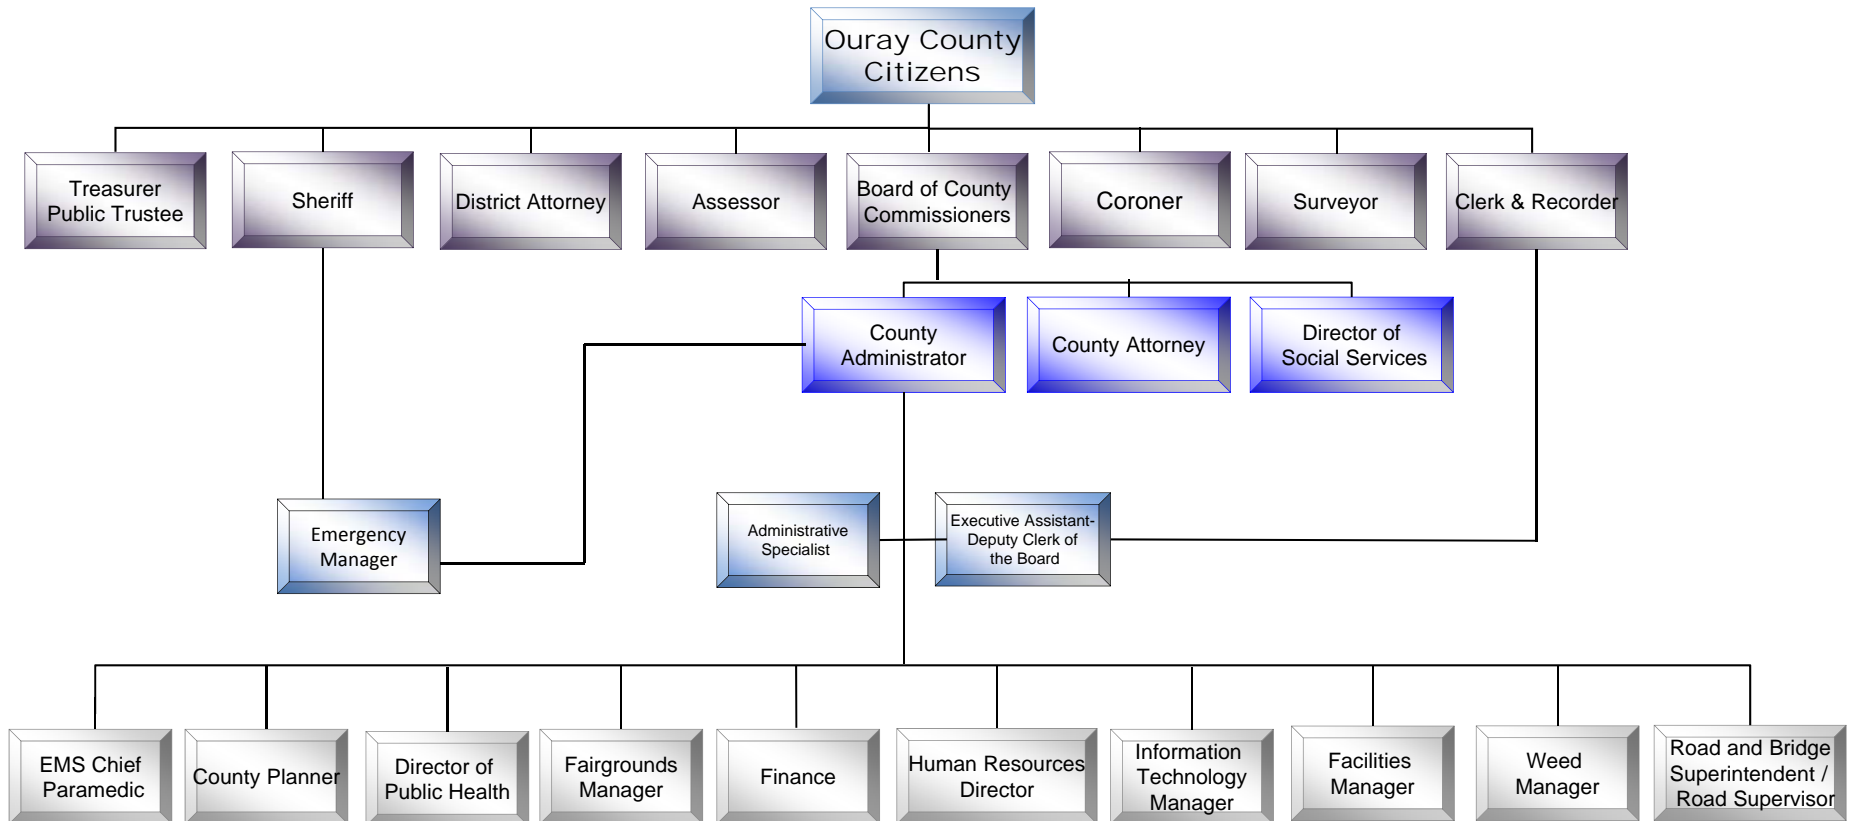 Ouray County
Citizens
Treasurer
Public Trustee
Sheriff
District Attorney
Assessor
Board of County
Commissioners
Coroner
Surveyor
Clerk & Recorder
County
Administrator
County Attorney
Director of
Social Services
Emergency
Manager
Administrative
Specialist
Executive Assistant-
Deputy Clerk of
the Board
EMS Chief
Paramedic
County Planner
Director of
Public Health
Fairgrounds
Manager
Finance
Human Resources
Director
Information
Technology
Manager
Facilities
Manager
Weed
Manager
Road and Bridge
Superintendent /
Road Supervisor